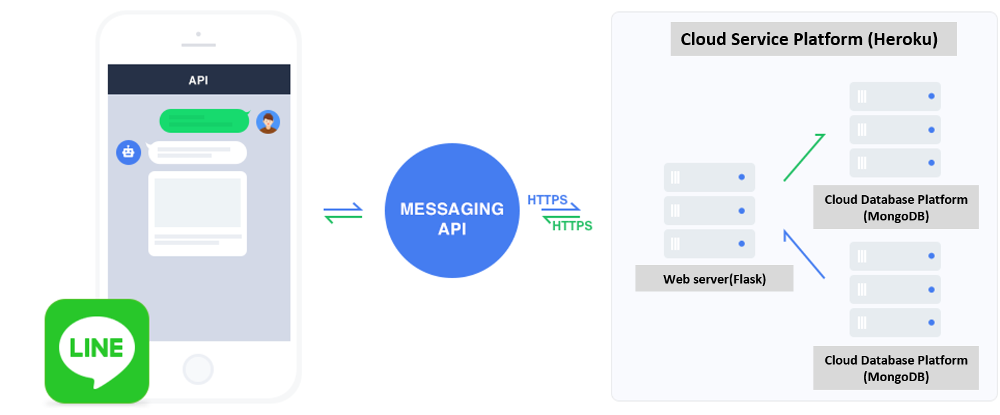 API
LINE
MESSAGING
API
HTTPS
HTTPS
Cloud Service Platform (Heroku)
Web server(Flask)
Cloud Database Platform
(MongoDB)
Cloud Database Platform
(MongoDB)